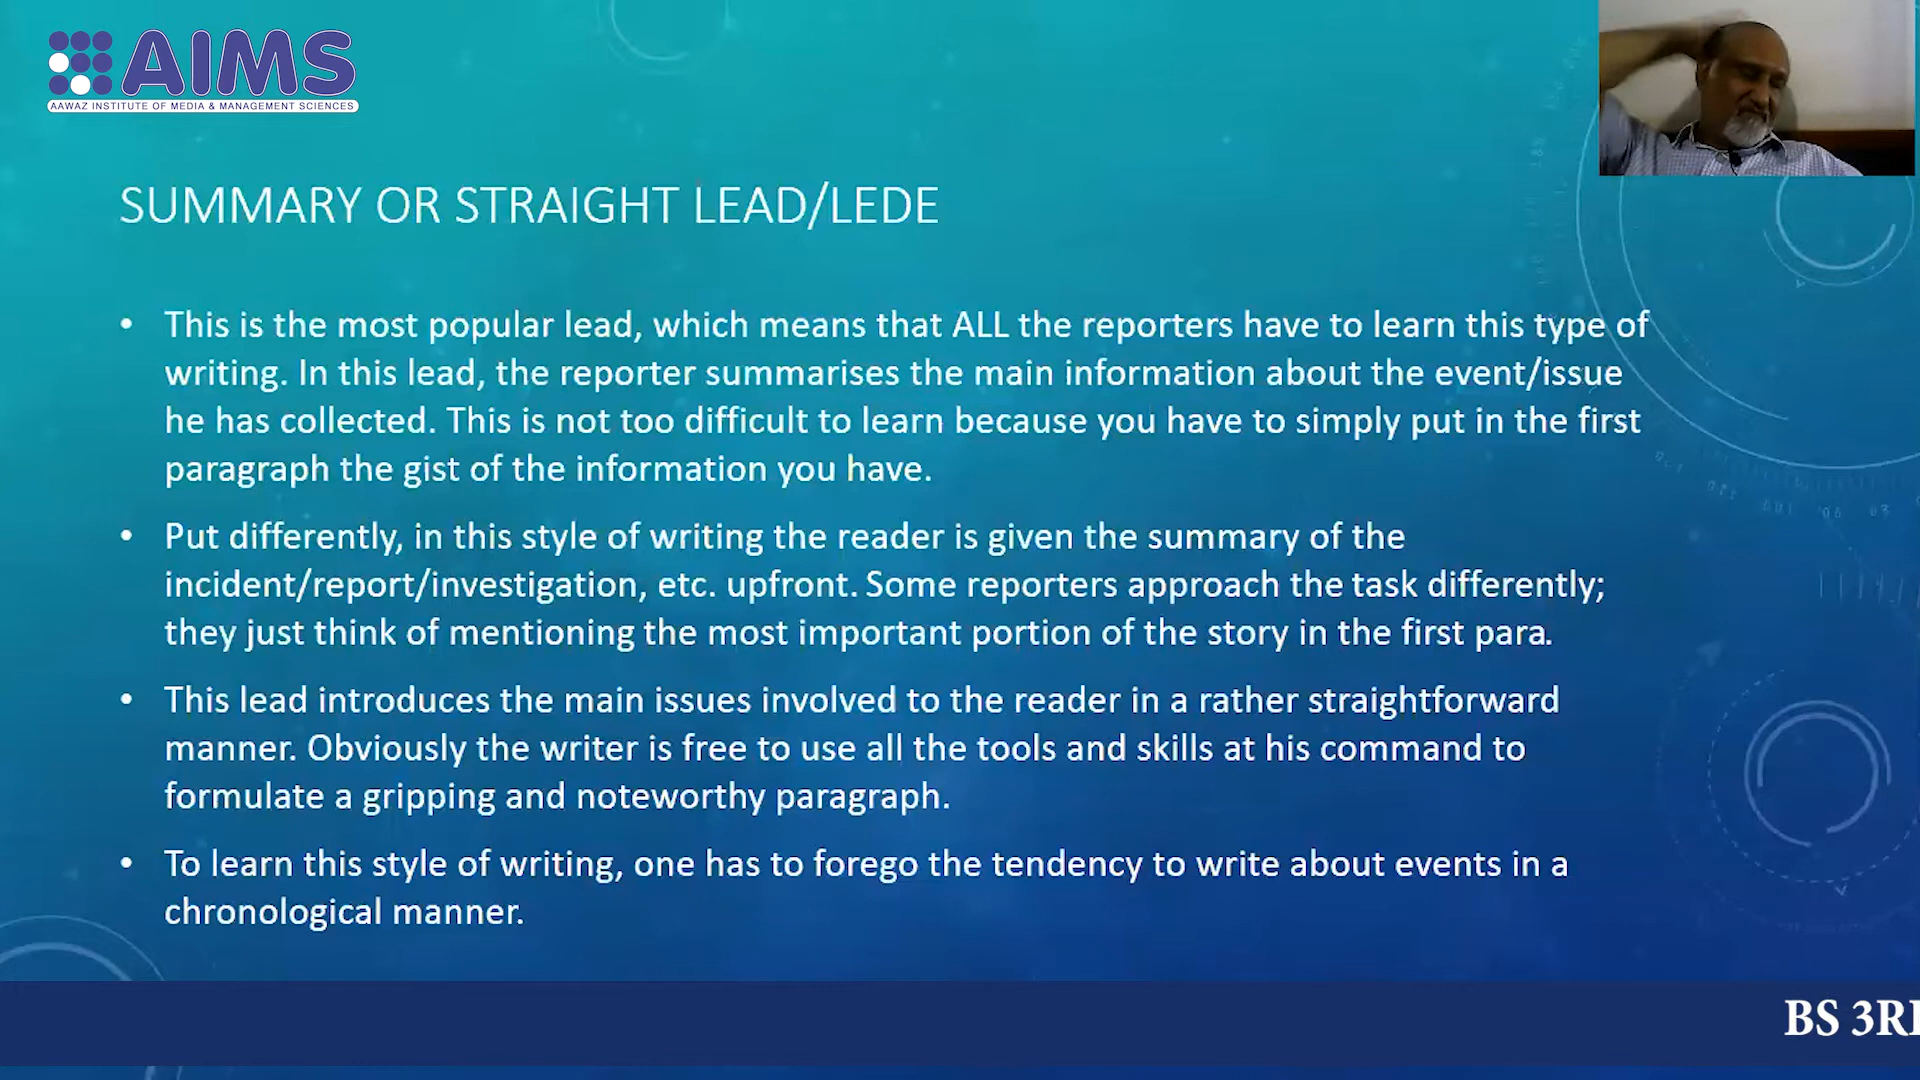 AIMS
AAWAZ INSTITUTE OF MEDIA & MANAGEMENT SCIENCES
SUMMARY OR STRAIGHT LEAD/LEDE
• This is the most popular lead, which means that ALL the reporters have to learn this type of
writing. In this lead, the reporter summarises the main information about the event/issue
he has collected. This is not too difficult to learn because you have to simply put in the first
paragraph the gist of the information you have.
• Put differently, in this style of writing the reader is given the summary of the
incident/report/investigation, etc. upfront. Some reporters approach the task differently;
they just think of mentioning the most important portion of the story in the first para.
• This lead introduces the main issues involved to the reader in a rather straightforward
manner. Obviously the writer is free to use all the tools and skills at his command to
formulate a gripping and noteworthy paragraph.
• To learn this style of writing, one has to forego the tendency to write about events in a
chronological manner.
BS